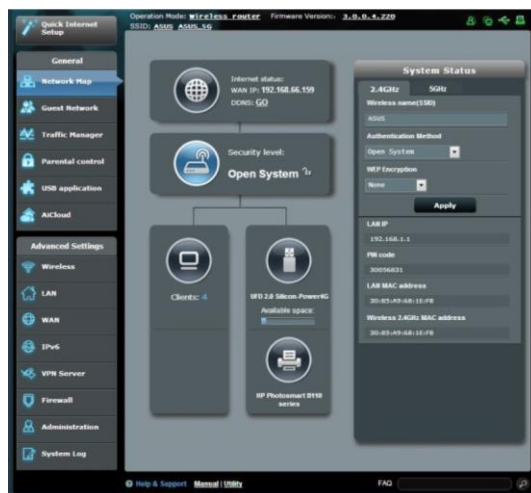 Quick Internet
Setup
Operation Mode: Wireless router Firmware Version: 3.0.0.4.220
SSID: ASUS ASUS_5G
General
Network Map
Guest Network
Traffic Manager
Parental control
USB application
AiCloud
Advanced Settings
Wireless
LAN
WAN
IPv6
VPN Server
Firewall
Administration
System Log
Internet status:
WAN IP: 192.168.66.159
DDNS: GO
Security level:
Open System
Clients: 4
UFD 2.0 Silicon-Power4G
Available space:
HP Photosmart B110
series
System Status
2.4GHz 5GHz
Wireless name(SSID)
ASUS
Authentication Method
Open System
WEP Encryption
None
Apply
LAN IP
192.168.1.1
PIN code
30056831
LAN MAC address
Wireless 2.4GHz MAC address
Help & Support Manual | Utility FAQ